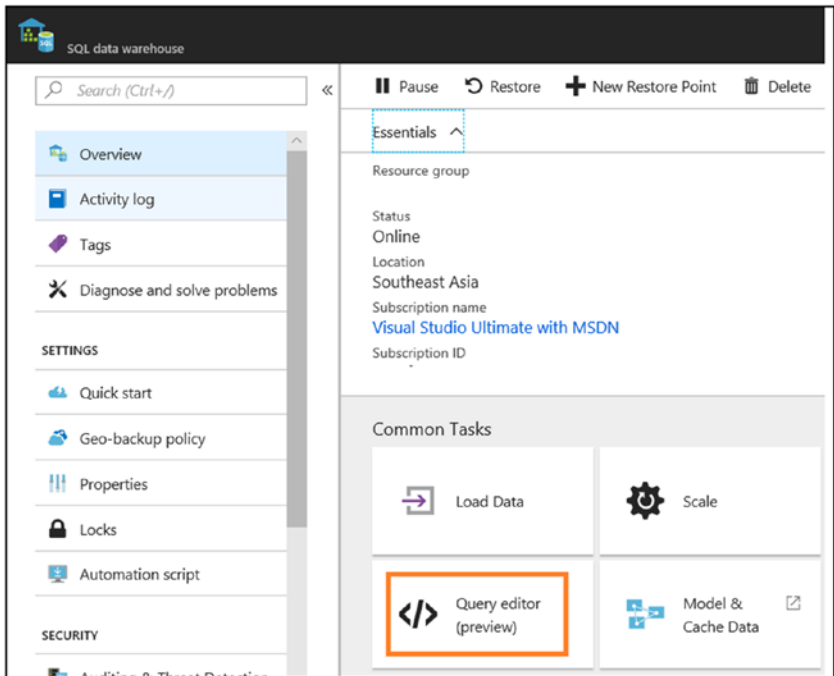 SQL data warehouse
Search (Ctrl+/)
«
Overview
Activity log
Tags
Diagnose and solve problems
SETTINGS
Quick start
Geo-backup policy
Properties
Locks
Automation script
SECURITY
Auditing & Threat Detection
Pause Restore New Restore Point Delete
Essentials
Resource group
Status
Online
Location
Southeast Asia
Subscription name
Visual Studio Ultimate with MSDN
Subscription ID
Common Tasks
Load Data
Scale
Query editor
(preview)
Model &
Cache Data